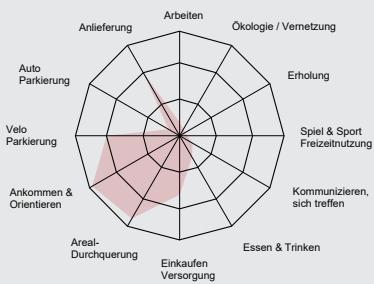 Arbeiten
Ökologie / Vernetzung
Erholung
Spiel & Sport
Freizeitnutzung
Kommunizieren,
sich treffen
Essen & Trinken
Einkaufen
Versorgung
Areal-
Durchquerung
Ankommen &
Orientieren
Velo
Parkierung
Auto
Parkierung
Anlieferung